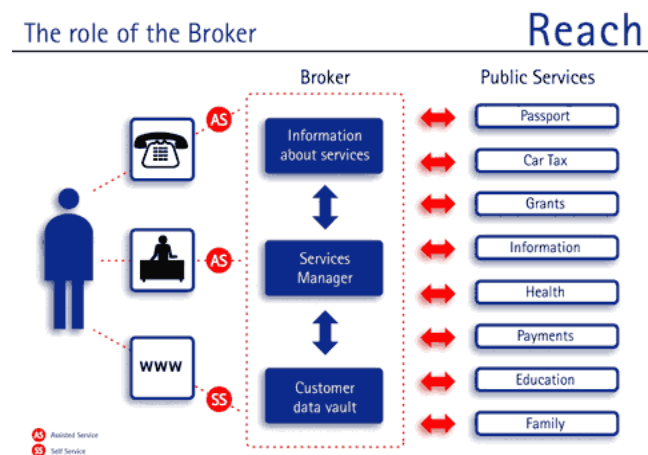 The role of the Broker
Reach
Broker
Public Services
AS
Information
about services
Passport
Car Tax
Grants
AS
Services
Manager
Information
Health
www
Payments
SS
Customer
data vault
Education
Family
AS Assisted Service
SS Self Service